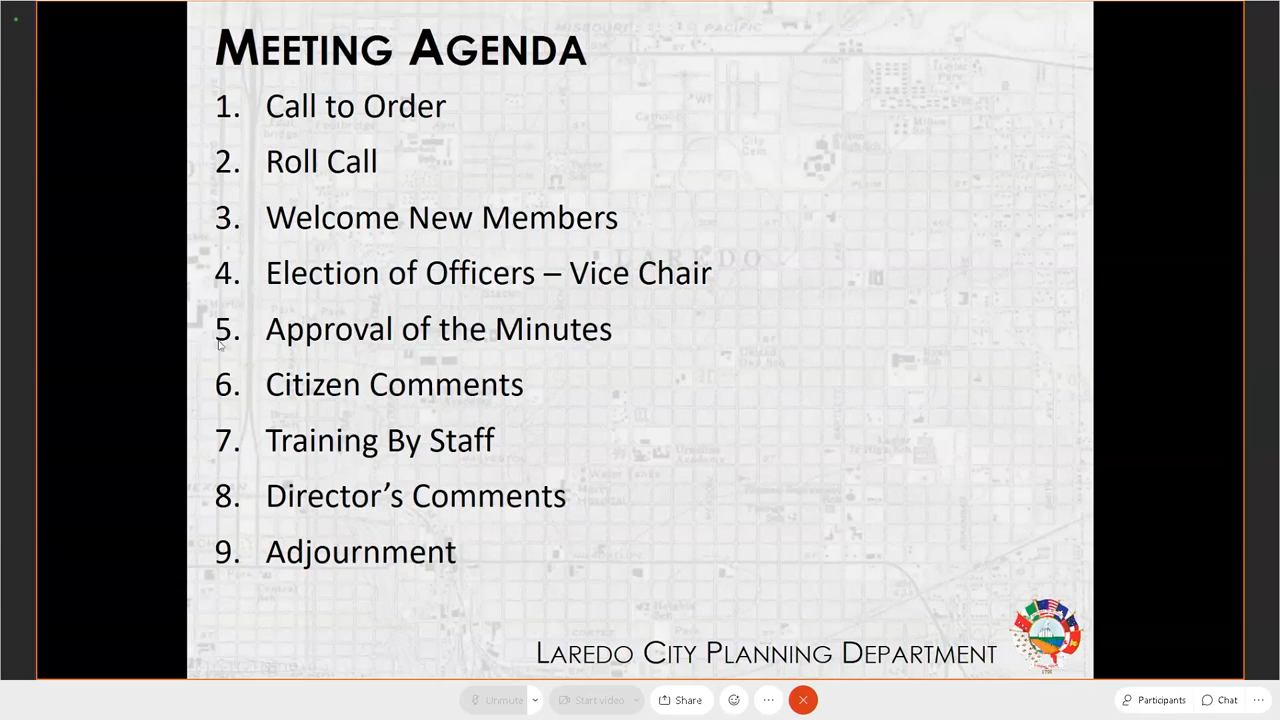 MEETING AGENDA
1. Call to Order
2. Roll Call
3. Welcome New Members
4. Election of Officers – Vice Chair
5. Approval of the Minutes
6. Citizen Comments
7. Training By Staff
8. Director's Comments
9. Adjournment
LAREDO
LAREDO CITY PLANNING DEPARTMENT
Unmute
Start video
Share
Participants
Chat